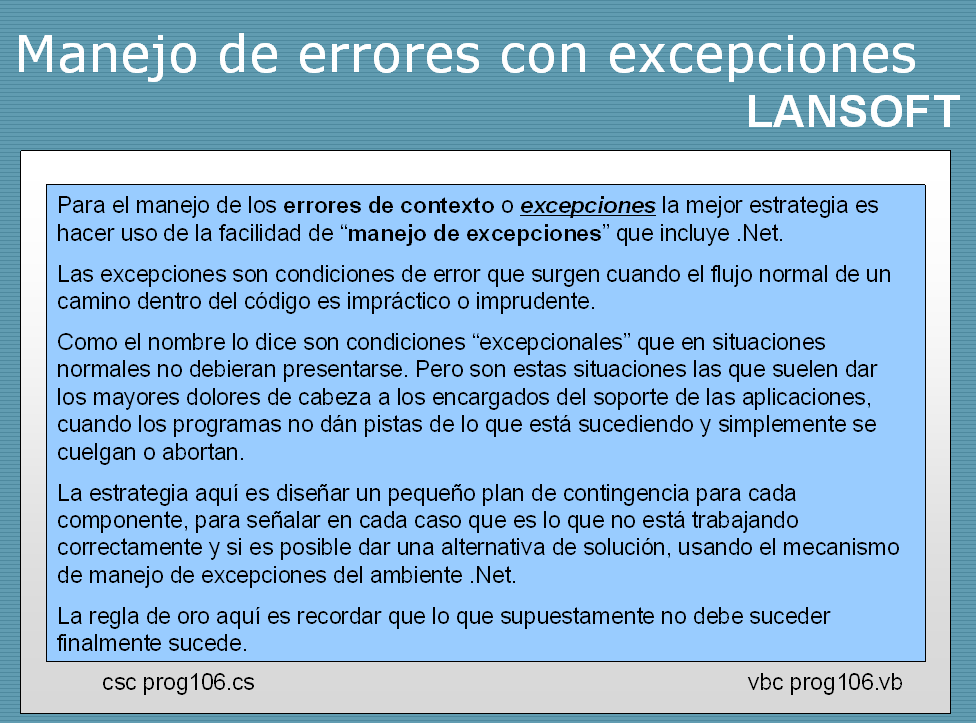 Manejo de errores con excepciones
LANSOFT
Para el manejo de los errores de contexto o excepciones la mejor estrategia es
hacer uso de la facilidad de “manejo de excepciones” que incluye .Net.
Las excepciones son condiciones de error que surgen cuando el flujo normal de un
camino dentro del código es impráctico o imprudente.
Como el nombre lo dice son condiciones “excepcionales” que en situaciones
normales no debieran presentarse. Pero son estas situaciones las que suelen dar
los mayores dolores de cabeza a los encargados del soporte de las aplicaciones,
cuando los programas no dán pistas de lo que está sucediendo y simplemente se
cuelgan o abortan.
La estrategia aquí es diseñar un pequeño plan de contingencia para cada
componente, para señalar en cada caso que es lo que no está trabajando
correctamente y si es posible dar una alternativa de solución, usando el mecanismo
de manejo de excepciones del ambiente .Net.
La regla de oro aquí es recordar que lo que supuestamente no debe suceder
finalmente sucede.
csc prog106.cs
vbc prog106.vb